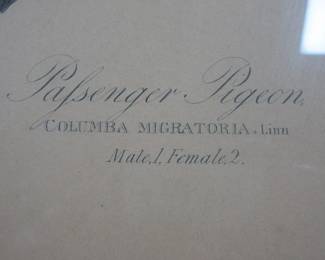 Paſsenger Pigeon,
COLUMBA MIGRATORIA. Linn
Male, 1, Female, 2.